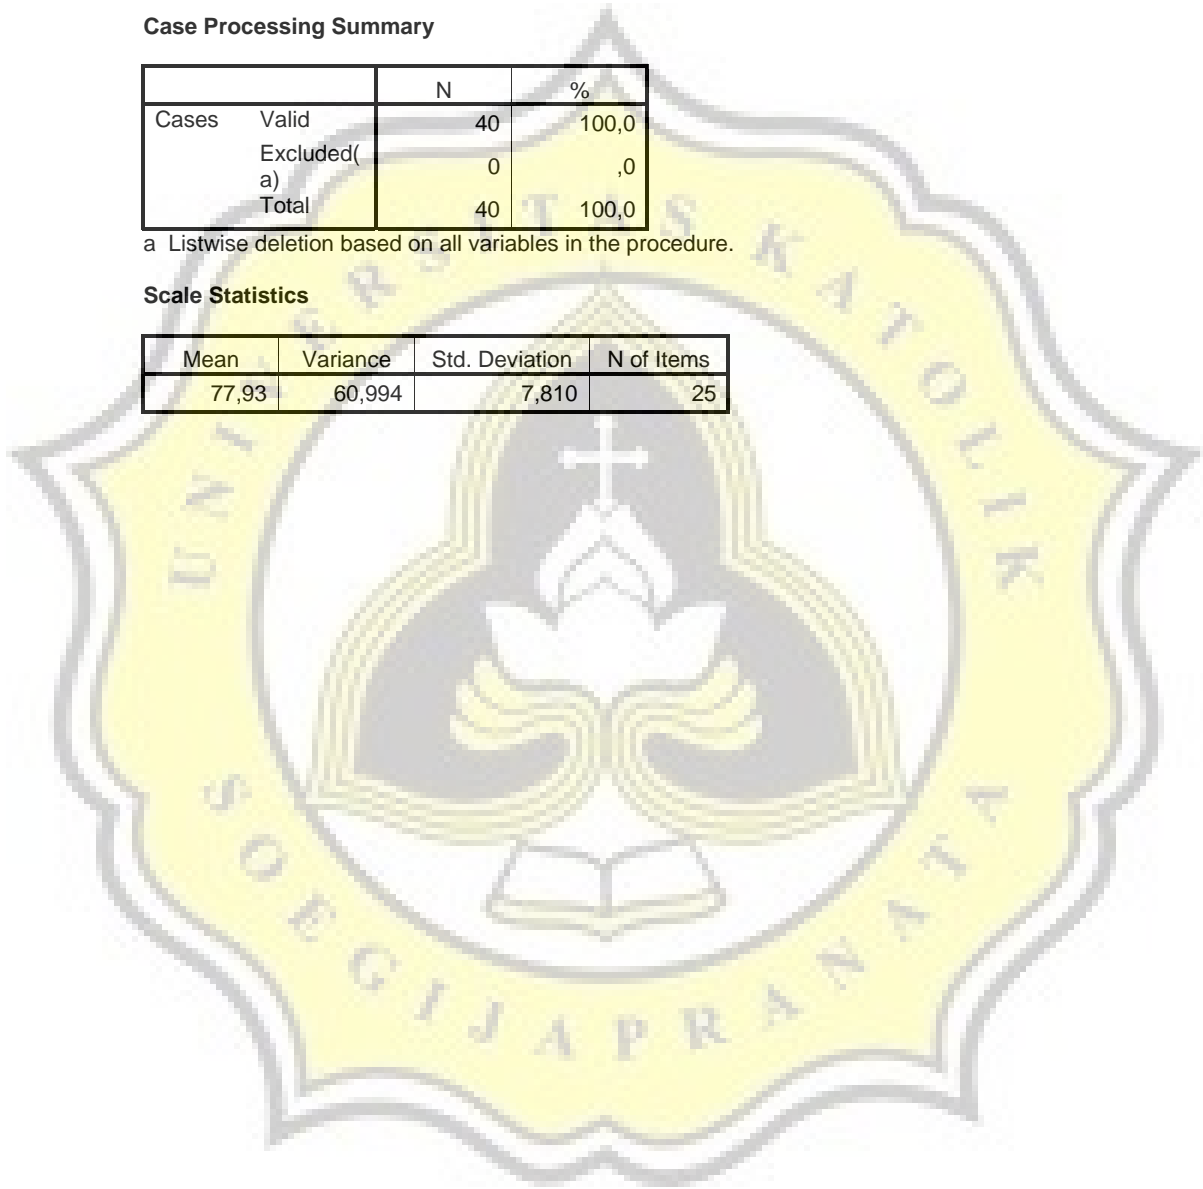 Case Processing Summary
N %
Cases Valid 40 100,0
Excluded(
a) 0 ,0
Total 40 100,0
a Listwise deletion based on all variables in the procedure.
Scale Statistics
Mean Variance Std. Deviation N of Items
77,93 60,994 7,810 25
UNIVERSITAS KATOLIK
SOEGIJAPRANATA